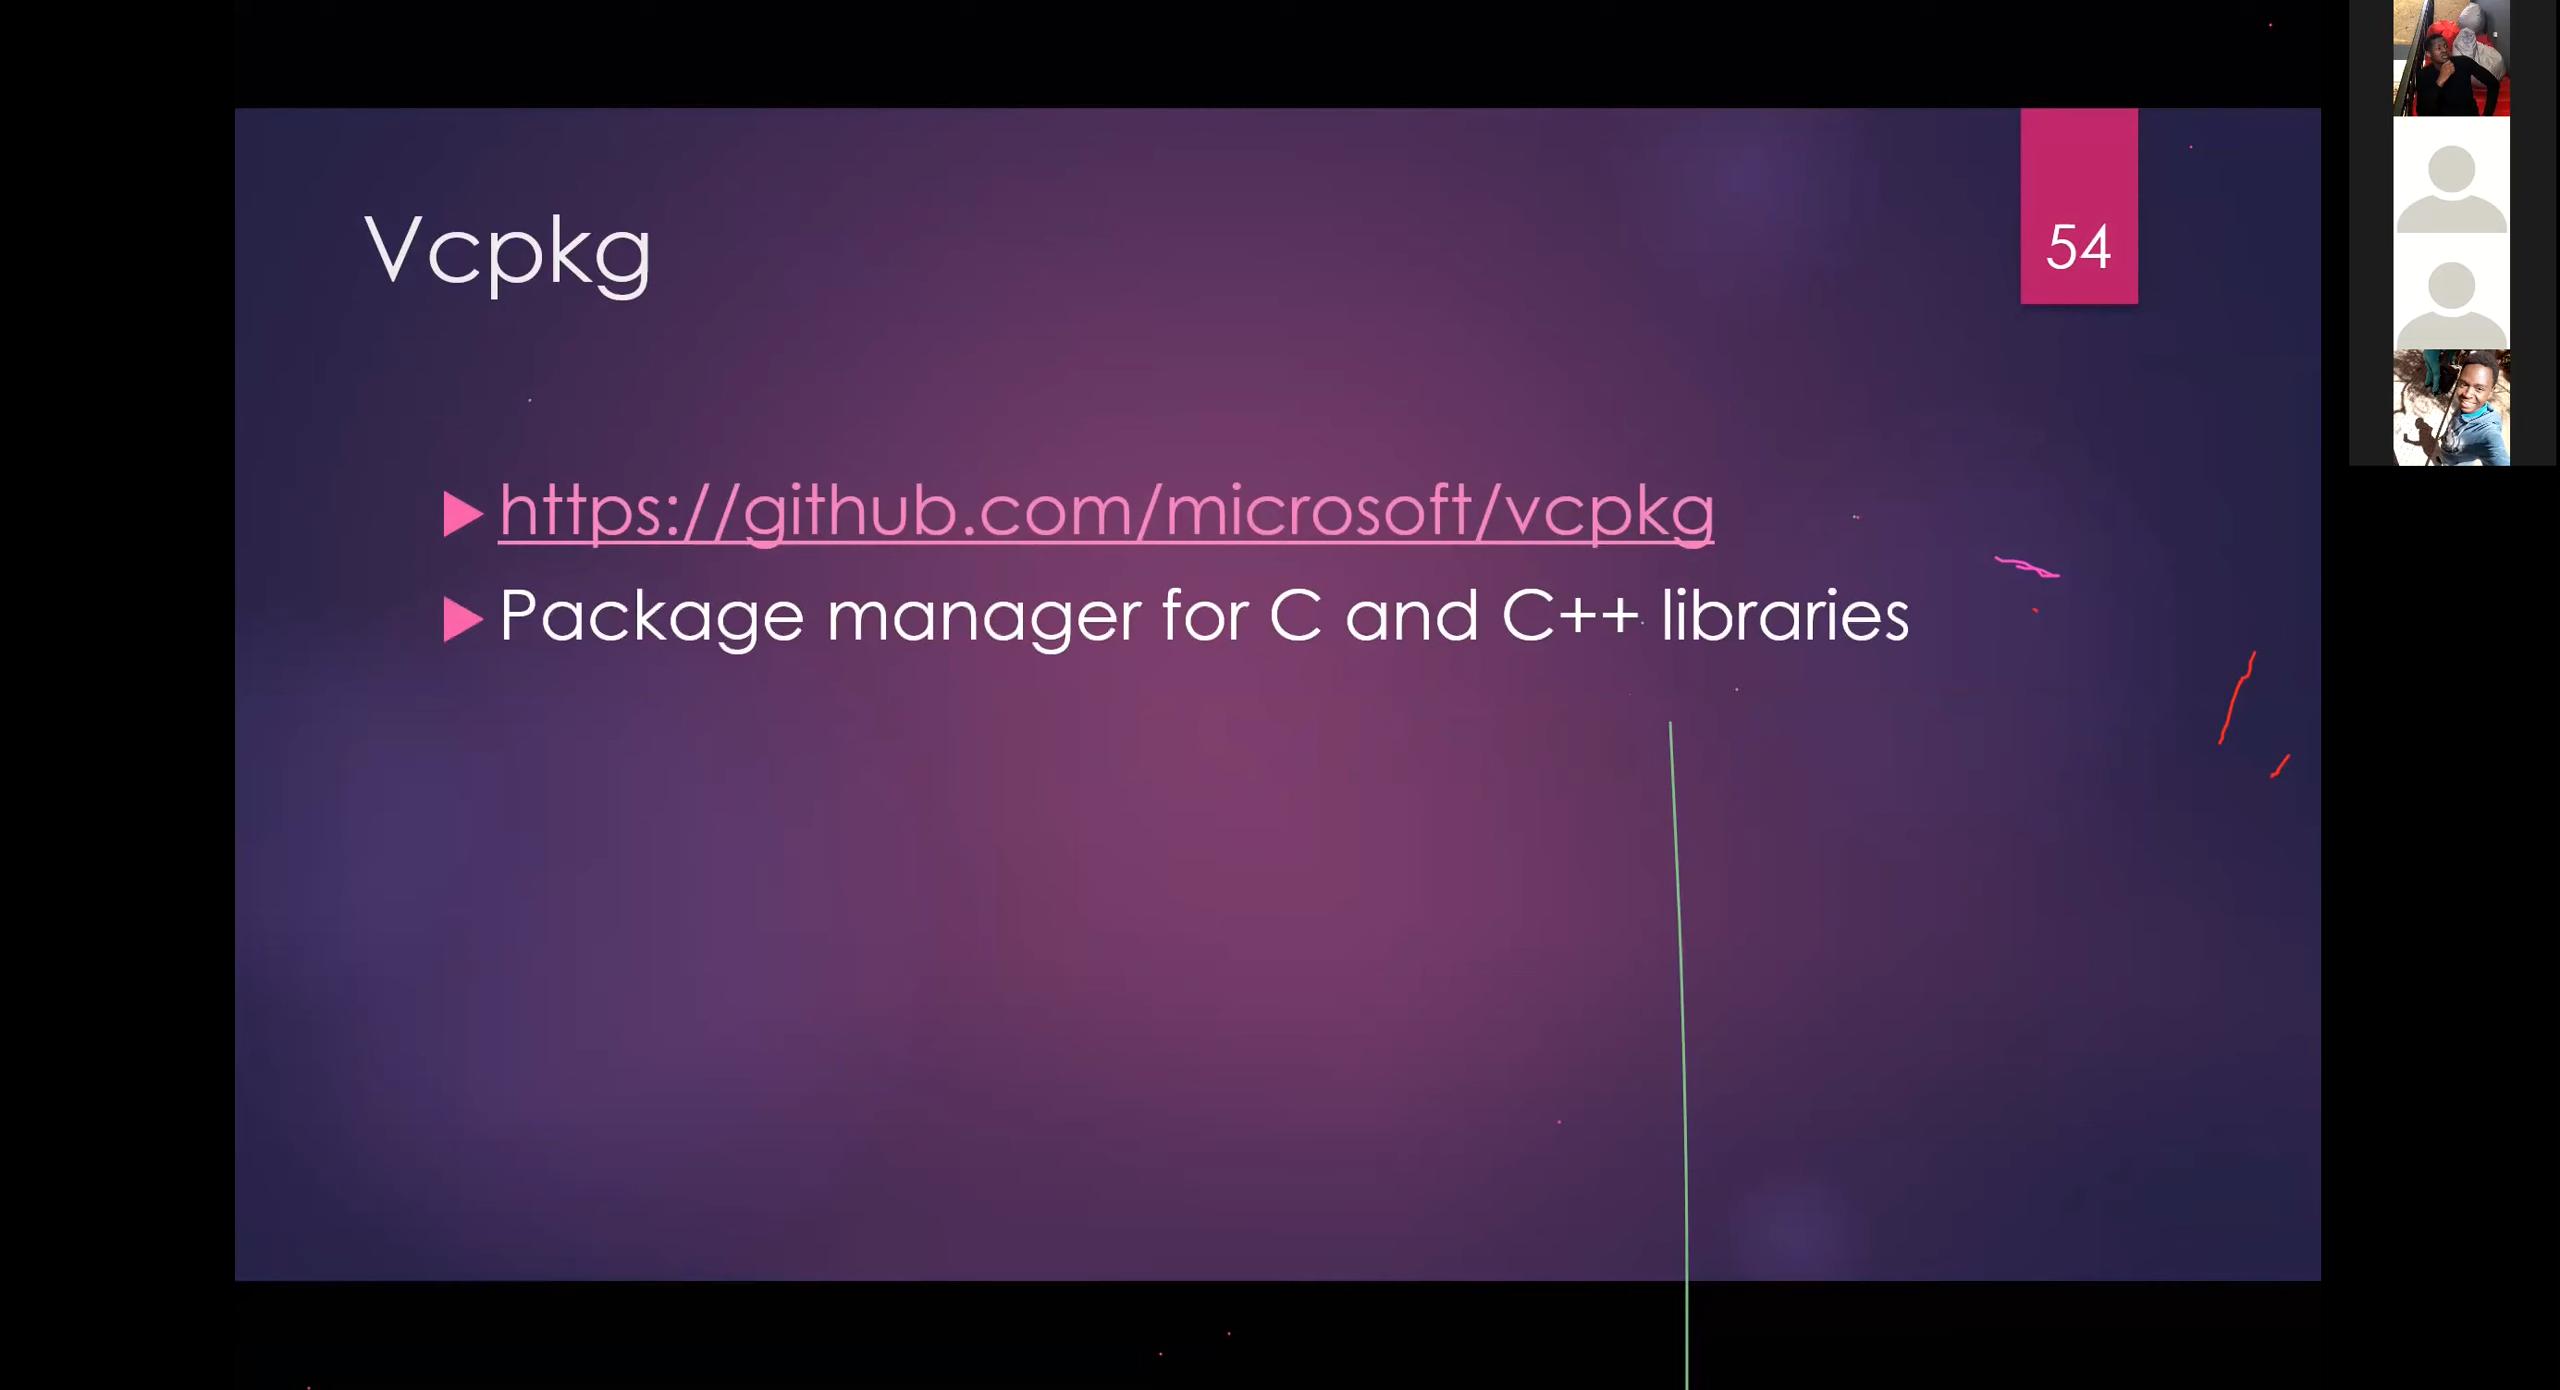 Vcpkg
54
https://github.com/microsoft/vcpkg
Package manager for C and C++ libraries